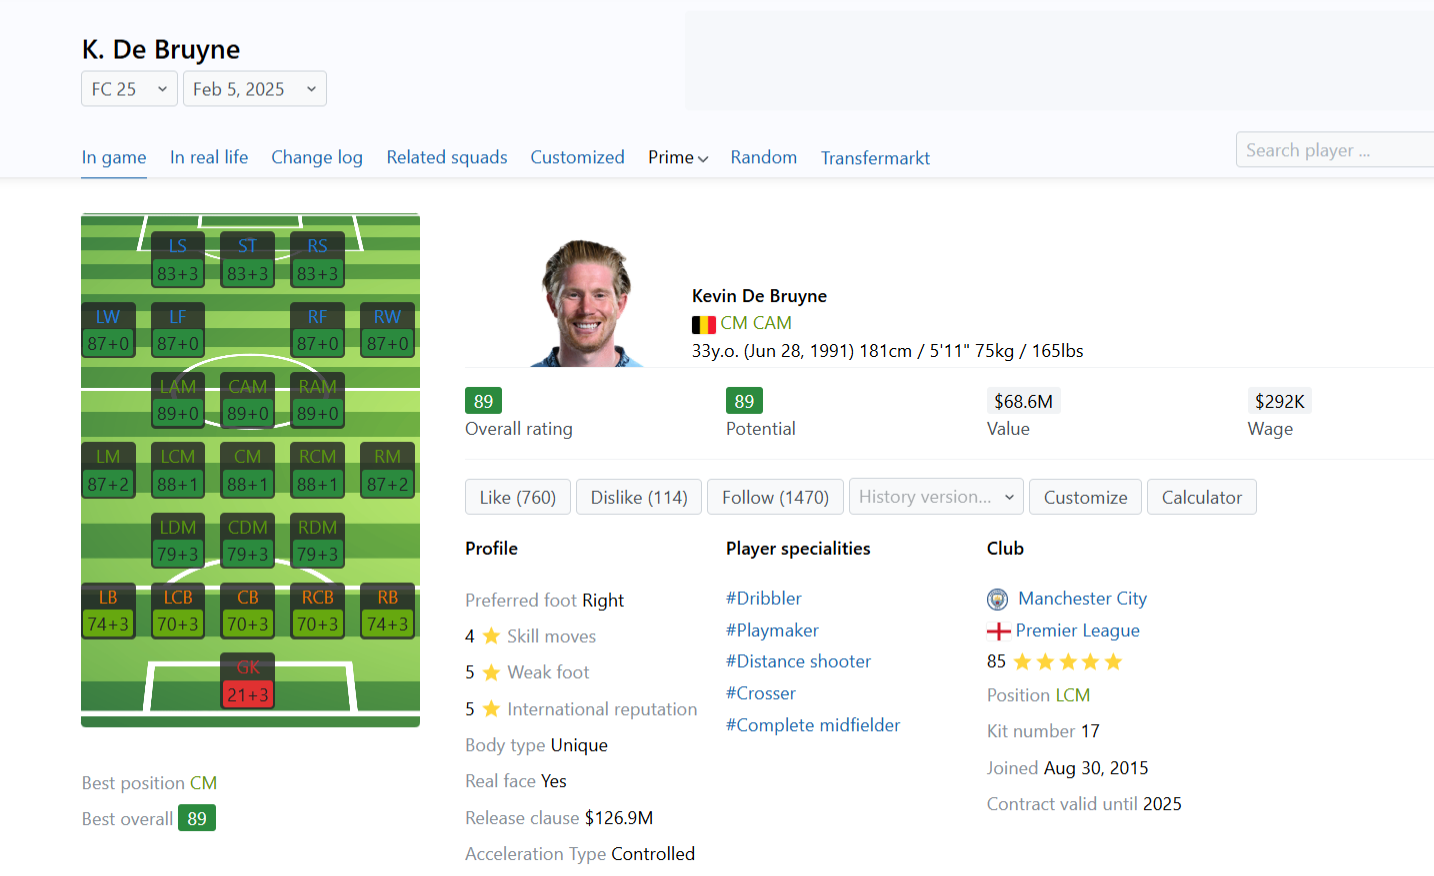 K. De Bruyne
FC 25
Feb 5, 2025
In game In real life Change log Related squads Customized Prime Random Transfermarkt
Search player ...
LS ST RS
83+3 83+3 83+3
LW LF RF RW
87+0 87+0 87+0 87+0
LAM CAM RAM
89+0 89+0 89+0
LM LCM CM RCM RM
87+2 88+1 88+1 88+1 87+2
LDM CDM RDM
79+3 79+3 79+3
LB LCB CB RCB RB
74+3 70+3 70+3 70+3 74+3
GK
21+3
Best position CM
Best overall 89
Kevin De Bruyne
CM CAM
33y.o. (Jun 28, 1991) 181cm / 5'11" 75kg / 165lbs
89 89 $68.6M $292K
Overall rating Potential Value Wage
Like (760) Dislike (114) Follow (1470) History version... Customize Calculator
Profile
Preferred foot Right
4 Skill moves
5 Weak foot
5 International reputation
Body type Unique
Real face Yes
Release clause $126.9M
Acceleration Type Controlled
Player specialities
#Dribbler
#Playmaker
#Distance shooter
#Crosser
#Complete midfielder
Club
Manchester City
Premier League
85
Position LCM
Kit number 17
Joined Aug 30, 2015
Contract valid until 2025